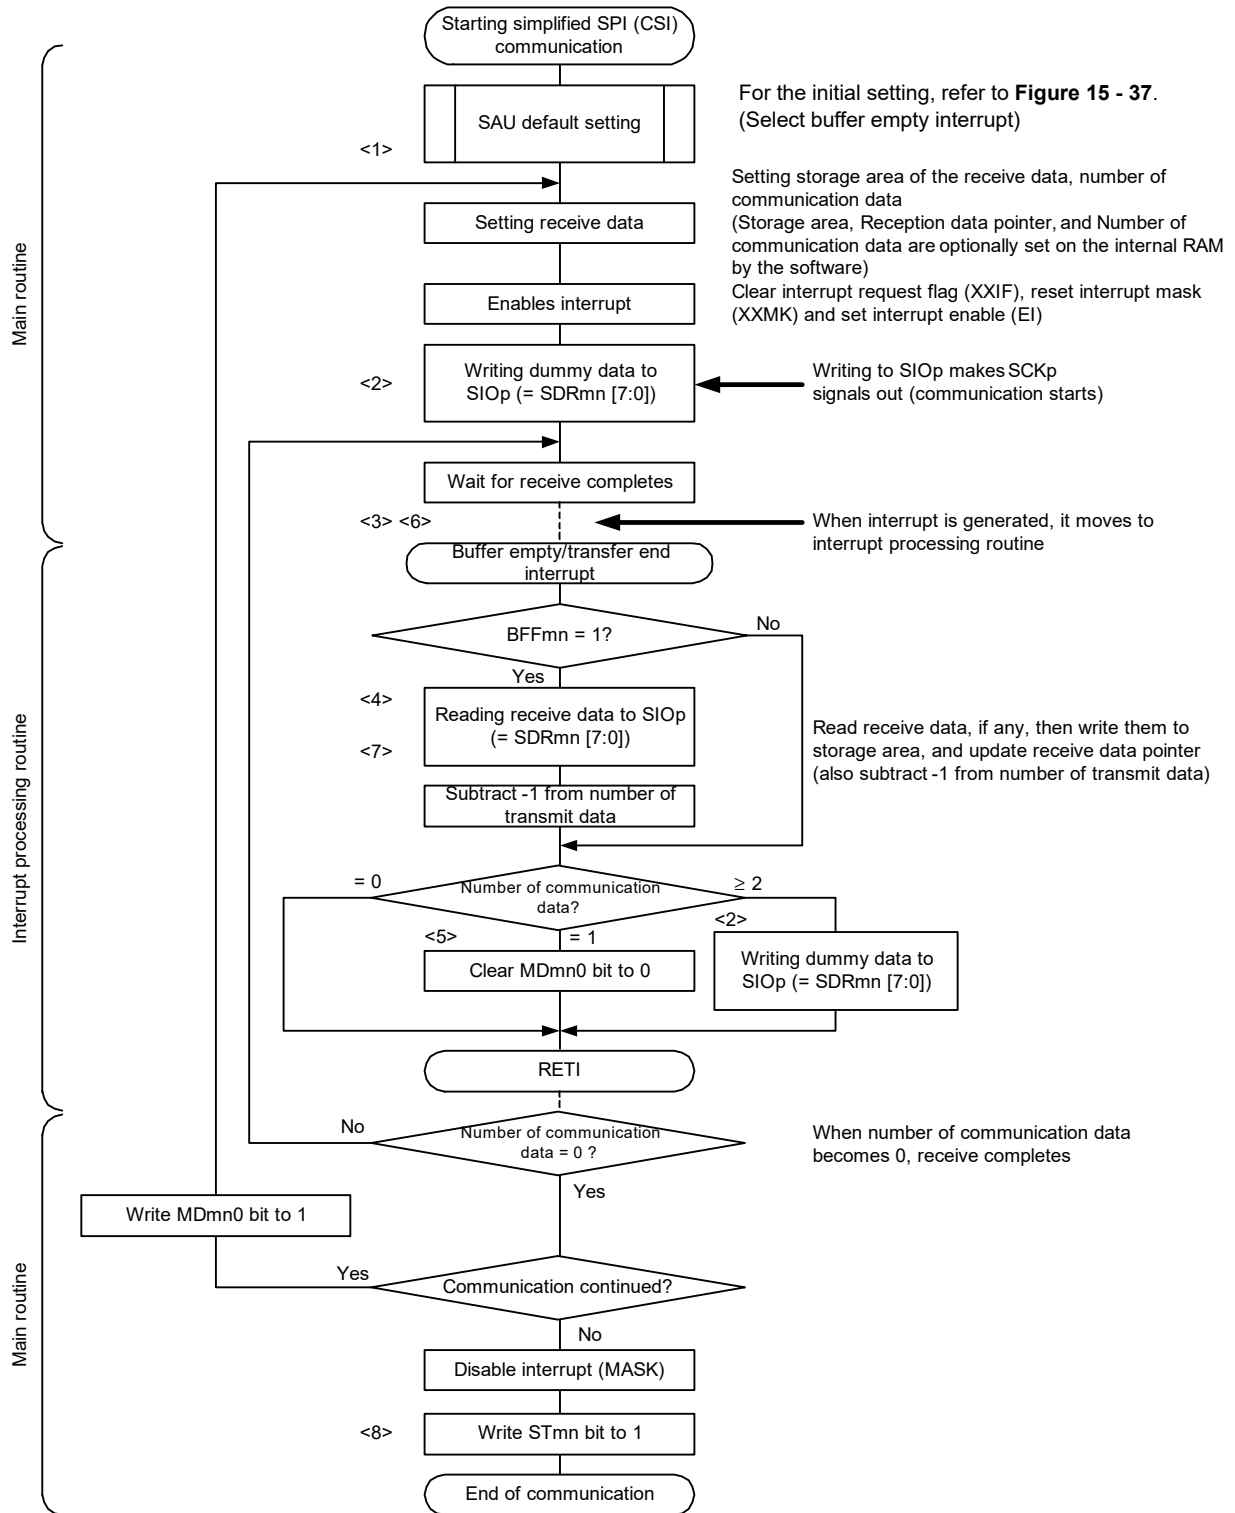 Starting simplified SPI (CSI)
communication
For the initial setting, refer to Figure 15 - 37.
(Select buffer empty interrupt)
SAU default setting
<1>
Setting storage area of the receive data, number of
communication data
(Storage area, Reception data pointer, and Number of
communication data are optionally set on the internal RAM
by the software)
Clear interrupt request flag (XXIF), reset interrupt mask
(XXMK) and set interrupt enable (EI)
Setting receive data
Enables interrupt
Main routine
<2>
Writing dummy data to
SIOp (= SDRmn [7:0])
Writing to SIOp makes SCKp
signals out (communication starts)
Wait for receive completes
<3> <6>
When interrupt is generated, it moves to
interrupt processing routine
Buffer empty/transfer end
interrupt
BFFmn = 1?
No
Yes
<4>
Reading receive data to SIOp
(= SDRmn [7:0])
<7>
Read receive data, if any, then write them to
storage area, and update receive data pointer
(also subtract -1 from number of transmit data)
Subtract -1 from number of
transmit data
Interrupt processing routine
= 0
Number of communication
data?
≥ 2
<2>
<5>
= 1
Clear MDmn0 bit to 0
Writing dummy data to
SIOp (= SDRmn [7:0])
RETI
No
Number of communication
data = 0 ?
When number of communication data
becomes 0, receive completes
Yes
Write MDmn0 bit to 1
Yes
Communication continued?
No
Main routine
Disable interrupt (MASK)
<8>
Write STmn bit to 1
End of communication